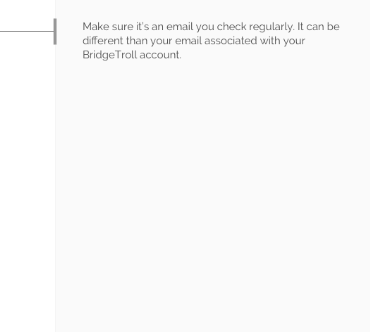 Make sure it's an email you check regularly. It can be
different than your email associated with your
BridgeTroll account.